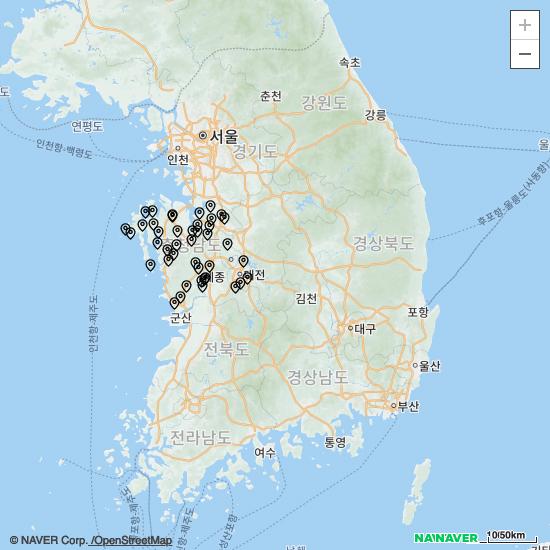 +
−
속초
춘천
강원도
연평도
강릉
서울
인천
경기도
인천항-백령도
울
후포항-울릉도(사동항)
경상북도
대전
세종
김천
인천항-제주도
군산
포항
대구
전북도
울산
경상남도
부산
전라남도
통영
여수
© NAVER Corp. /OpenStreetMap
NAVER
10/50km